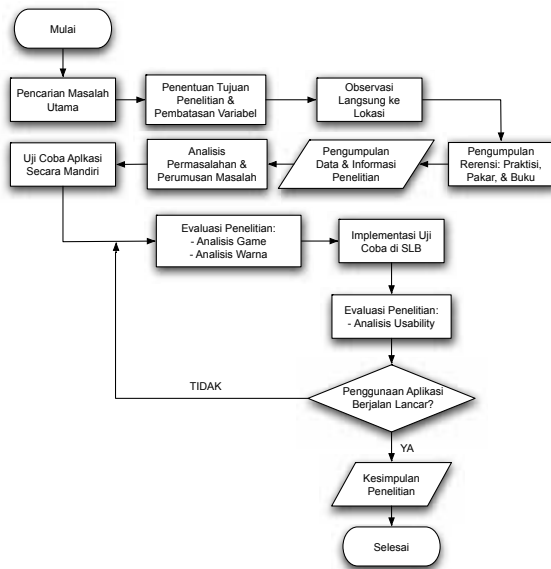 Mulai
Pencarian Masalah
Utama
Penentuan Tujuan
Penelitian &
Pembatasan Variabel
Observasi
Langsung ke
Lokasi
Pengumpulan
Rerensi: Praktisi,
Pakar, & Buku
Pengumpulan
Data & Informasi
Penelitian
Analisis
Permasalahan &
Perumusan Masalah
Uji Coba Aplkasi
Secara Mandiri
Evaluasi Penelitian:
- Analisis Game
- Analisis Warna
Implementasi Uji
Coba di SLB
Evaluasi Penelitian:
- Analisis Usability
Penggunaan Aplikasi
Berjalan Lancar?
TIDAK
YA
Kesimpulan
Penelitian
Selesai